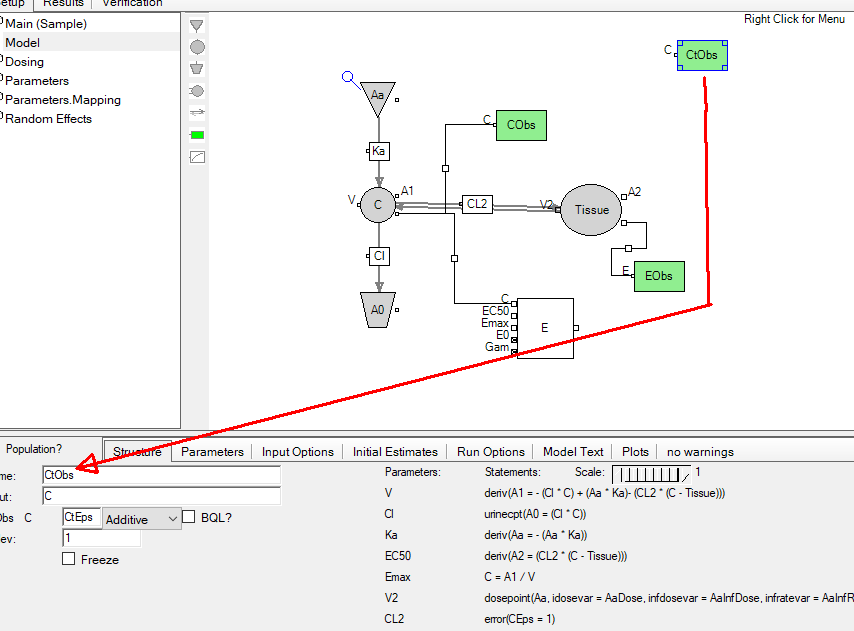 etup Results Verification
Main (Sample)
Model
Dosing
Parameters
Parameters.Mapping
Random Effects
Right Click for Menu
C CtObs
Aa
C CObs
Ka
V C A1
CL2
V2 Tissue A2
Cl
E EObs
A0
C
EC50
Emax
E0
Gam
E
Population? Structure Parameters Input Options Initial Estimates Run Options Model Text Plots no warnings
me: CtObs
ut: C
Obs C CtEps Additive BQL?
ev: 1
Freeze
Parameters: Statements: Scale: 1
V deriv(A1 = - (Cl * C) + (Aa * Ka)- (CL2 * (C - Tissue)))
Cl urinecpt(A0 = (Cl * C))
Ka deriv(Aa = - (Aa * Ka))
EC50 deriv(A2 = (CL2 * (C - Tissue)))
Emax C = A1 / V
V2 dosepoint(Aa, idosevar = AaDose, infdosevar = AaInfDose, infratevar = AaInfR
CL2 error(CEps = 1)